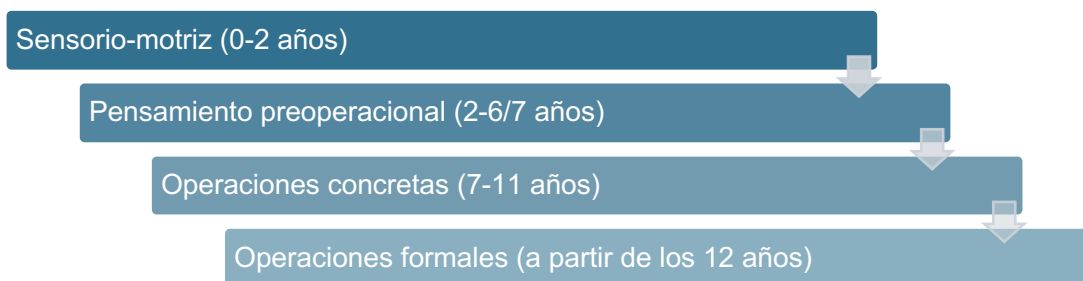 Sensorio-motriz (0-2 años)
Pensamiento preoperacional (2-6/7 años)
Operaciones concretas (7-11 años)
Operaciones formales (a partir de los 12 años)